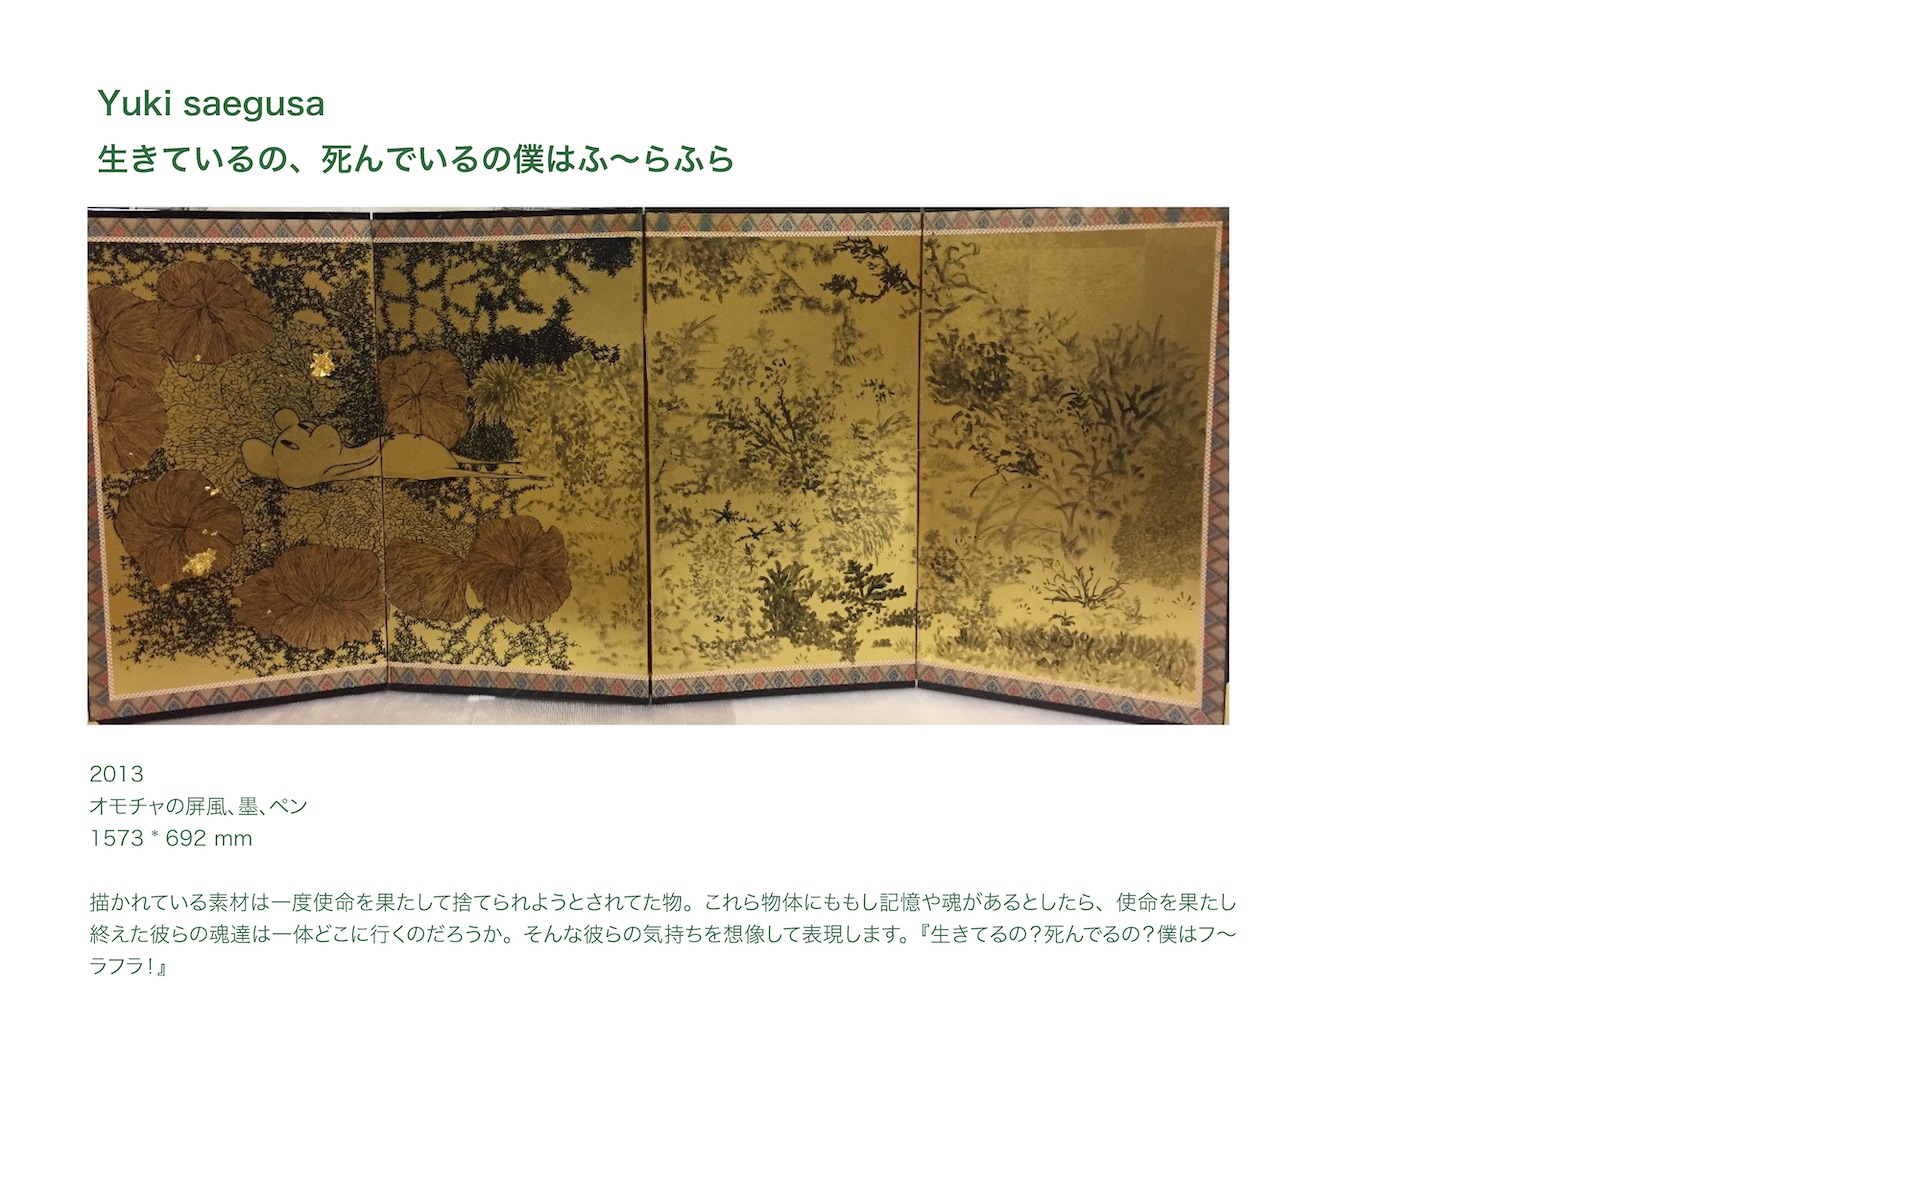 Yuki saegusa
生きているの、死んでいるの僕はふ〜らふら
2013
オモチャの屏風、墨、ペン
1573 * 692 mm
描かれている素材は一度使命を果たして捨てられようとされてた物。これら物体にももし記憶や魂があるとしたら、使命を果たし
終えた彼らの魂達は一体どこに行くのだろうか。そんな彼らの気持ちを想像して表現します。『生きてるの？死んでるの？僕はフ〜
ラフラ！』